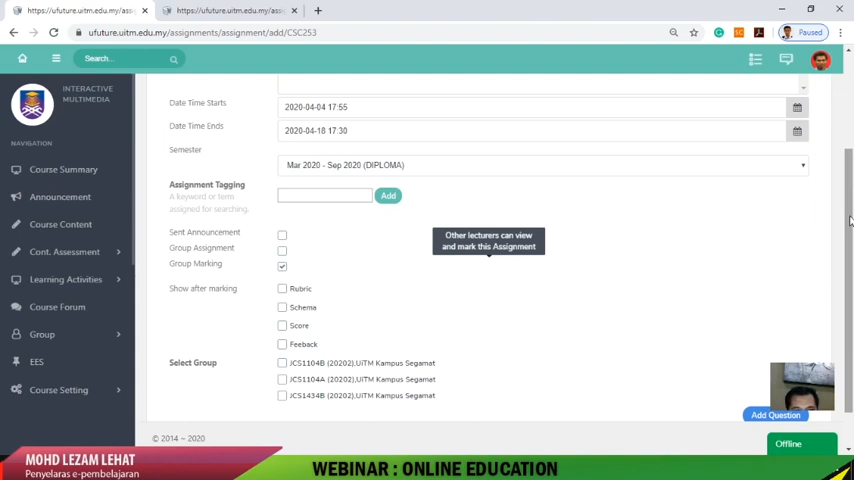 https://ufuture.uitm.edu.my/assi
https://ufuture.uitm.edu.my/assi
ufuture.uitm.edu.my/assignments/assignment/add/CSC253
Paused
Search...
INTERACTIVE
MULTIMEDIA
NAVIGATION
Course Summary
Announcement
Course Content
Cont. Assessment
Learning Activities
Course Forum
Group
EES
Course Setting
Date Time Starts
2020-04-04 17:55
Date Time Ends
2020-04-18 17:30
Semester
Mar 2020 - Sep 2020 (DIPLOMA)
Assignment Tagging
A keyword or term
assigned for searching.
Add
Sent Announcement
Group Assignment
Group Marking
Other lecturers can view
and mark this Assignment
Show after marking
Rubric
Schema
Score
Feeback
Select Group
JCS1104B (20202),UiTM Kampus Segamat
JCS1104A (20202),UiTM Kampus Segamat
JCS1434B (20202),UiTM Kampus Segamat
Add Question
© 2014 – 2020
Offline
MOHD LEZAM LEHAT
Penyelaras e-pembelajaran
WEBINAR : ONLINE EDUCATION